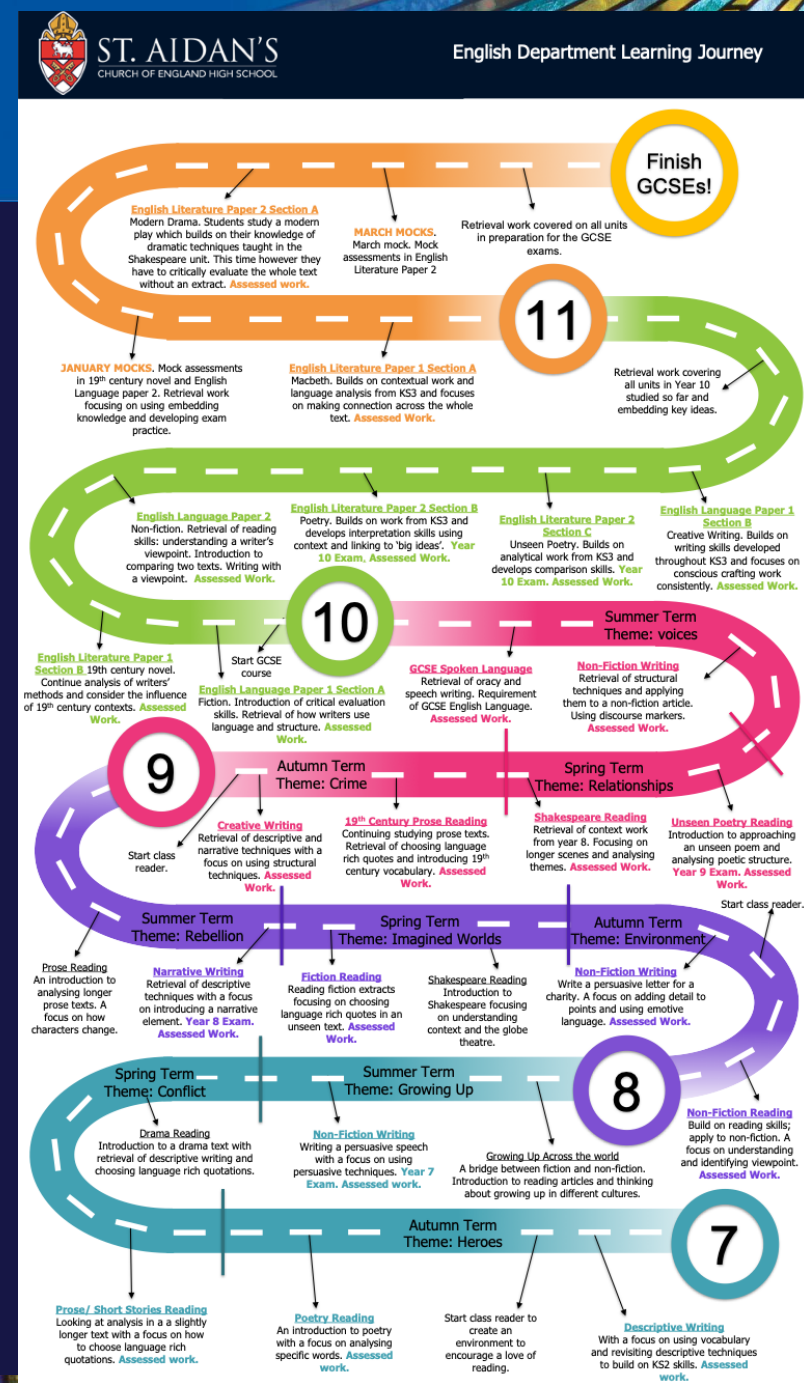 ST. AIDAN'S
CHURCH OF ENGLAND HIGH SCHOOL
English Department Learning Journey
Finish
GCSEs!
English Literature Paper 2 Section A
Modern Drama. Students study a modern
play which builds on their knowledge of
dramatic techniques taught in the
Shakespeare unit. This time however they
have to critically evaluate the whole text
without an extract. Assessed work.
MARCH MOCKS.
March mock. Mock
assessments in English
Literature Paper 2
Retrieval work covered on all units
in preparation for the GCSE
exams.
11
JANUARY MOCKS. Mock assessments
in 19th century novel and English
Language paper 2. Retrieval work
focusing on using embedding
knowledge and developing exam
practice.
English Literature Paper 1 Section A
Macbeth. Builds on contextual work and
language analysis from KS3 and focuses
on making connection across the whole
text. Assessed Work.
Retrieval work covering
all units in Year 10
studied so far and
embedding key ideas.
English Language Paper 2
Non-fiction. Retrieval of reading
skills: understanding a writer's
viewpoint. Introduction to
comparing two texts. Writing with
a viewpoint. Assessed Work.
English Literature Paper 2 Section B
Poetry. Builds on work from KS3 and
develops interpretation skills using
context and linking to 'big ideas'. Year
10 Exam. Assessed Work.
English Literature Paper 2
Section C
Unseen Poetry. Builds on
analytical work from KS3 and
develops comparison skills. Year
10 Exam. Assessed Work.
English Language Paper 1
Section B
Creative Writing. Builds on
writing skills developed
throughout KS3 and focuses on
conscious crafting work
consistently. Assessed Work.
10
Summer Term
Theme: voices
English Literature Paper 1
Section B 19th century novel.
Continue analysis of writers'
methods and consider the influence
of 19th century contexts. Assessed
Work.
Start GCSE
course
English Language Paper 1 Section A
Fiction. Introduction of critical evaluation
skills. Retrieval of how writers use
language and structure. Assessed
Work.
GCSE Spoken Language
Retrieval of oracy and
speech writing. Requirement
of GCSE English Language.
Assessed Work.
Non-Fiction Writing
Retrieval of structural
techniques and applying
them to a non-fiction article.
Using discourse markers.
Assessed Work.
9
Autumn Term
Theme: Crime
Spring Term
Theme: Relationships
Start class
reader.
Creative Writing
Retrieval of descriptive and
narrative techniques with a
focus on using structural
techniques. Assessed
Work.
19th Century Prose Reading
Continuing studying prose texts.
Retrieval of choosing language
rich quotes and introducing 19th
century vocabulary. Assessed
Work.
Shakespeare Reading
Retrieval of context work
from year 8. Focusing on
longer scenes and analysing
themes. Assessed Work.
Unseen Poetry Reading
Introduction to approaching
an unseen poem and
analysing poetic structure.
Year 9 Exam. Assessed
Work.
Summer Term
Theme: Rebellion
Spring Term
Theme: Imagined Worlds
Autumn Term
Theme: Environment
Start class reader.
Prose Reading
An introduction to
analysing longer
prose texts. A
focus on how
characters change.
Narrative Writing
Retrieval of descriptive
techniques with a focus
on introducing a narrative
element. Year 8 Exam.
Assessed Work.
Fiction Reading
Reading fiction extracts
focusing on choosing
language rich quotes in an
unseen text. Assessed
Work.
Shakespeare Reading
Introduction to
Shakespeare focusing
on understanding
context and the globe
theatre.
Non-Fiction Writing
Write a persuasive letter for a
charity. A focus on adding detail to
points and using emotive
language. Assessed Work.
Spring Term
Theme: Conflict
Summer Term
Theme: Growing Up
8
Drama Reading
Introduction to a drama text with
retrieval of descriptive writing and
choosing language rich quotations.
Non-Fiction Writing
Writing a persuasive speech
with a focus on using
persuasive techniques. Year 7
Exam. Assessed work.
Growing Up Across the world
A bridge between fiction and non-fiction.
Introduction to reading articles and thinking
about growing up in different cultures.
Non-Fiction Reading
Build on reading skills;
apply to non-fiction. A
focus on understanding
and identifying viewpoint.
Assessed Work.
Autumn Term
Theme: Heroes
7
Prose/ Short Stories Reading
Looking at analysis in a a slightly
longer text with a focus on how
to choose language rich
quotations. Assessed work.
Poetry Reading
An introduction to poetry
with a focus on analysing
specific words. Assessed
work.
Start class reader to
create an
environment to
encourage a love of
reading.
Descriptive Writing
With a focus on using vocabulary
and revisiting descriptive techniques
to build on KS2 skills. Assessed
work.